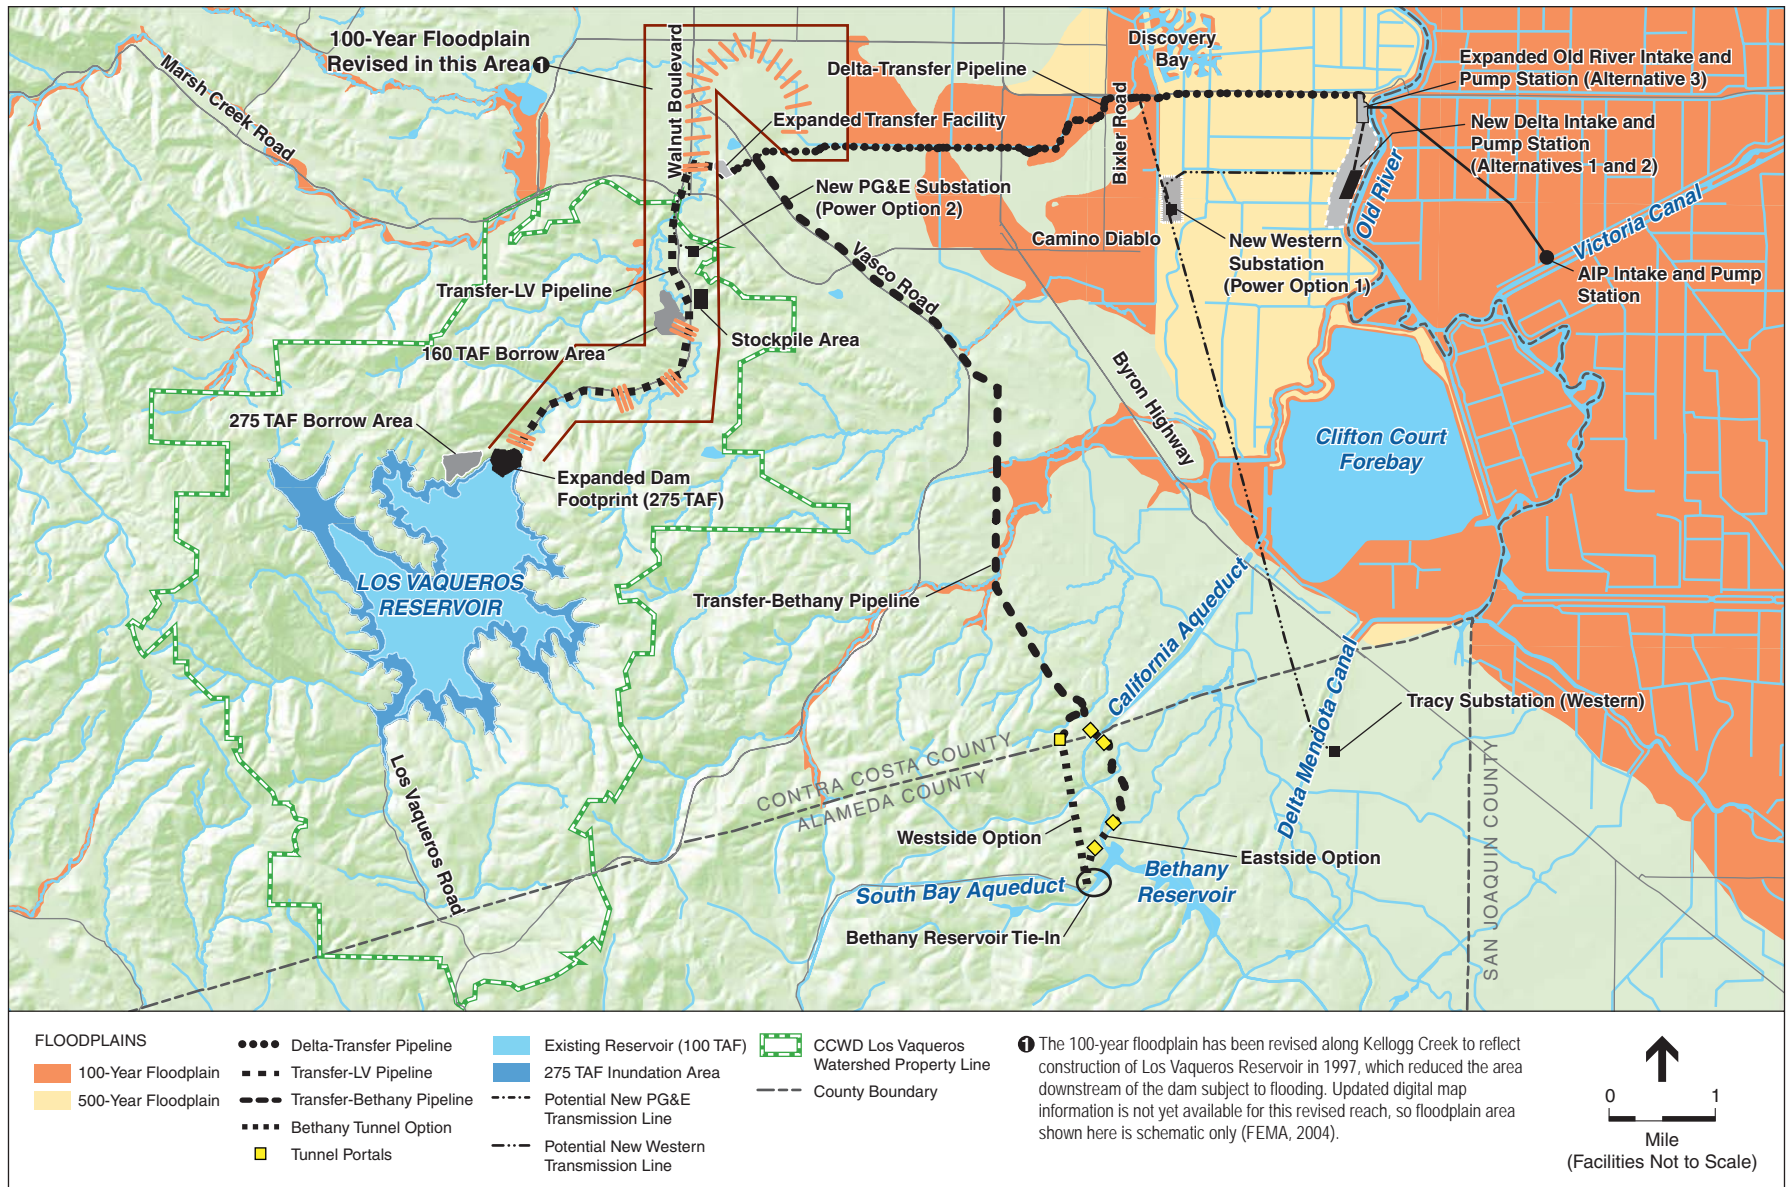 100-Year Floodplain
Revised in this Area 1
Marsh Creek Road
Walnut Boulevard
Delta-Transfer Pipeline
Expanded Transfer Facility
Discovery
Bay
Bixler Road
Expanded Old River Intake and
Pump Station (Alternative 3)
New Delta Intake and
Pump Station
(Alternatives 1 and 2)
Old River
Victoria Canal
AIP Intake and Pump
Station
New PG&E Substation
(Power Option 2)
Camino Diablo
New Western
Substation
(Power Option 1)
Vasco Road
Transfer-LV Pipeline
Stockpile Area
160 TAF Borrow Area
Byron Highway
275 TAF Borrow Area
Expanded Dam
Footprint (275 TAF)
Clifton Court
Forebay
LOS VAQUEROS
RESERVOIR
Transfer-Bethany Pipeline
California Aqueduct
Delta Mendota Canal
Tracy Substation (Western)
CONTRA COSTA COUNTY
ALAMEDA COUNTY
SAN JOAQUIN COUNTY
Los Vaqueros Road
Westside Option
Eastside Option
South Bay Aqueduct
Bethany
Reservoir
Bethany Reservoir Tie-In
FLOODPLAINS
100-Year Floodplain
500-Year Floodplain
Delta-Transfer Pipeline
Transfer-LV Pipeline
Transfer-Bethany Pipeline
Bethany Tunnel Option
Tunnel Portals
Existing Reservoir (100 TAF)
275 TAF Inundation Area
Potential New PG&E
Transmission Line
Potential New Western
Transmission Line
CCWD Los Vaqueros
Watershed Property Line
County Boundary
1 The 100-year floodplain has been revised along Kellogg Creek to reflect
construction of Los Vaqueros Reservoir in 1997, which reduced the area
downstream of the dam subject to flooding. Updated digital map
information is not yet available for this revised reach, so floodplain area
shown here is schematic only (FEMA, 2004).
0 1
Mile
(Facilities Not to Scale)